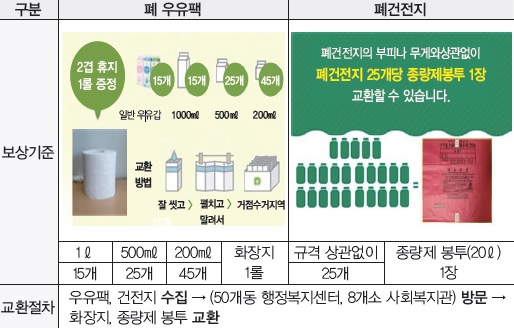 구분 폐 우유팩 폐건전지
보상기준
2겹 휴지
1롤 증정
15개 15개 25개 45개
일반 우유갑 1000㎖ 500㎖ 200㎖
교환
방법
잘 씻고 〉 펼치고 〉 거점수거지역
말려서
폐건전지의 부피나 무게와상관없이
폐건전지 25개당 종량제봉투 1장
교환할 수 있습니다.
1ℓ 500㎖ 200㎖ 화장지 규격 상관없이 종량제 봉투(20ℓ)
15개 25개 45개 1롤 25개 1장
교환절차 우유팩, 건전지 수집 → (50개동 행정복지센터, 8개소 사회복지관) 방문 →
화장지, 종량제 봉투 교환